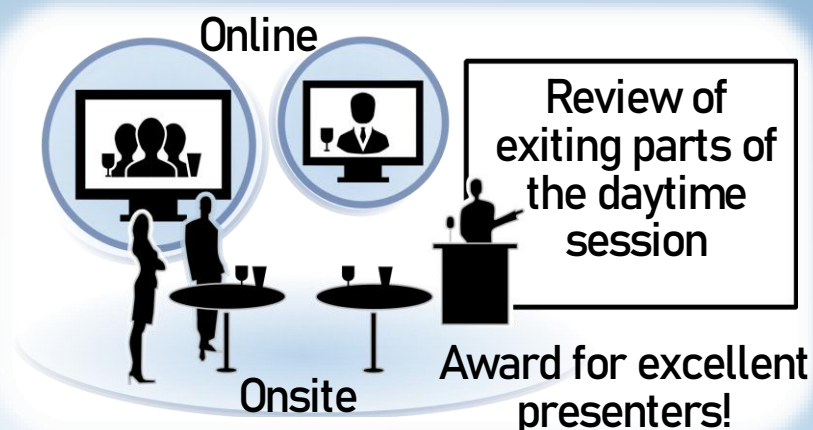 Online
Review of
exiting parts of
the daytime
session
Onsite
Award for excellent
presenters!